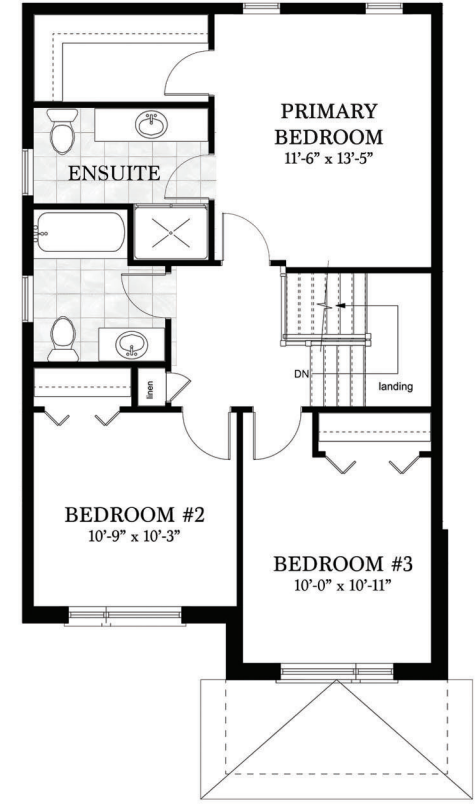 PRIMARY
BEDROOM
11'-6" x 13'-5"
ENSUITE
DN
landing
linen
BEDROOM #2
10'-9" x 10'-3"
BEDROOM #3
10'-0" x 10'-11"